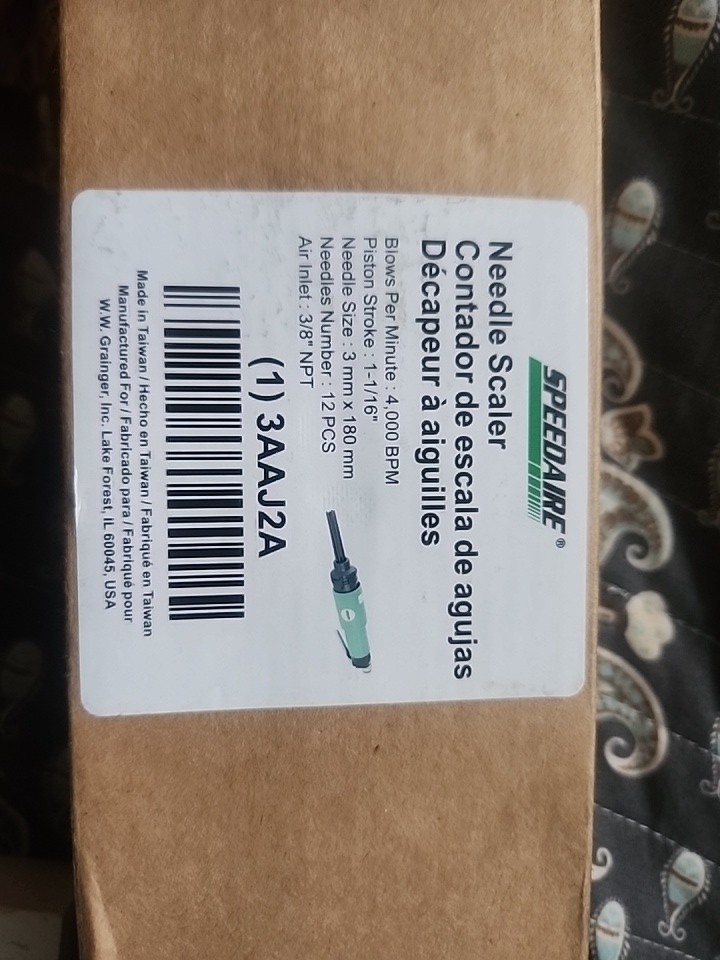 SPEEDAIRE®
Needle Scaler
Contador de escala de agujas
Décapeur à aiguilles
Blows Per Minute : 4,000 BPM
Piston Stroke : 1-1/16"
Needle Size : 3 mm x 180 mm
Needles Number : 12 PCS
Air Inlet : 3/8" NPT
(1) 3AAJ2A
Made in Taiwan / Hecho en Taiwan / Fabriqué en Taiwan
Manufactured For / Fabricado para / Fabriqué pour
W.W. Grainger, Inc. Lake Forest, IL 60045, USA